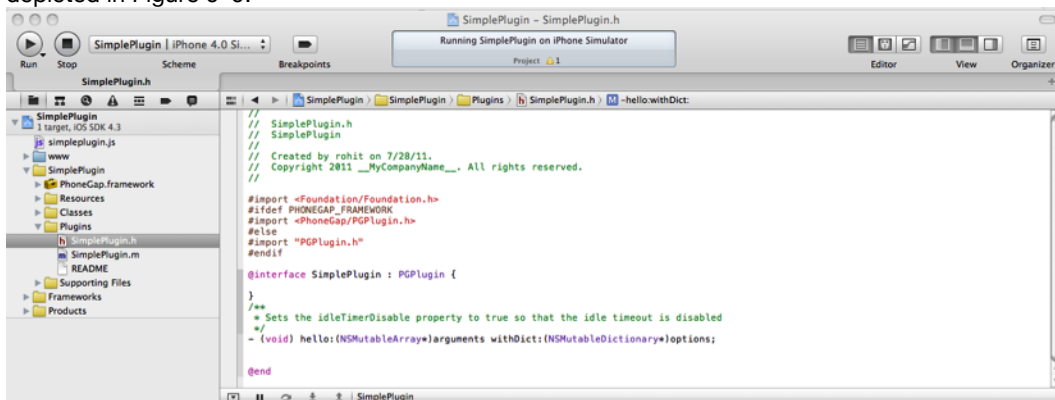 depicted in Figure
SimplePlugin – SimplePlugin.h
SimplePlugin | iPhone 4.0 Si...
Running SimplePlugin on iPhone Simulator
Project 1
Run Stop Scheme Breakpoints Editor View Organizer
SimplePlugin.h
SimplePlugin
1 target, iOS SDK 4.3
simpleplugin.js
www
SimplePlugin
PhoneGap.framework
Resources
Classes
Plugins
SimplePlugin.h
SimplePlugin.m
README
Supporting Files
Frameworks
Products
SimplePlugin SimplePlugin Plugins h SimplePlugin.h M -hello:withDict:
//
// SimplePlugin.h
// SimplePlugin
//
// Created by rohit on 7/28/11.
// Copyright 2011 __MyCompanyName__. All rights reserved.
//
#import <Foundation/Foundation.h>
#ifdef PHONEGAP_FRAMEWORK
#import <PhoneGap/PGPlugin.h>
#else
#import "PGPlugin.h"
#endif
@interface SimplePlugin : PGPlugin {
}
/**
* Sets the idleTimerDisable property to true so that the idle timeout is disabled
*/
- (void) hello:(NSMutableArray*)arguments withDict:(NSMutableDictionary*)options;
@end
SimplePlugin